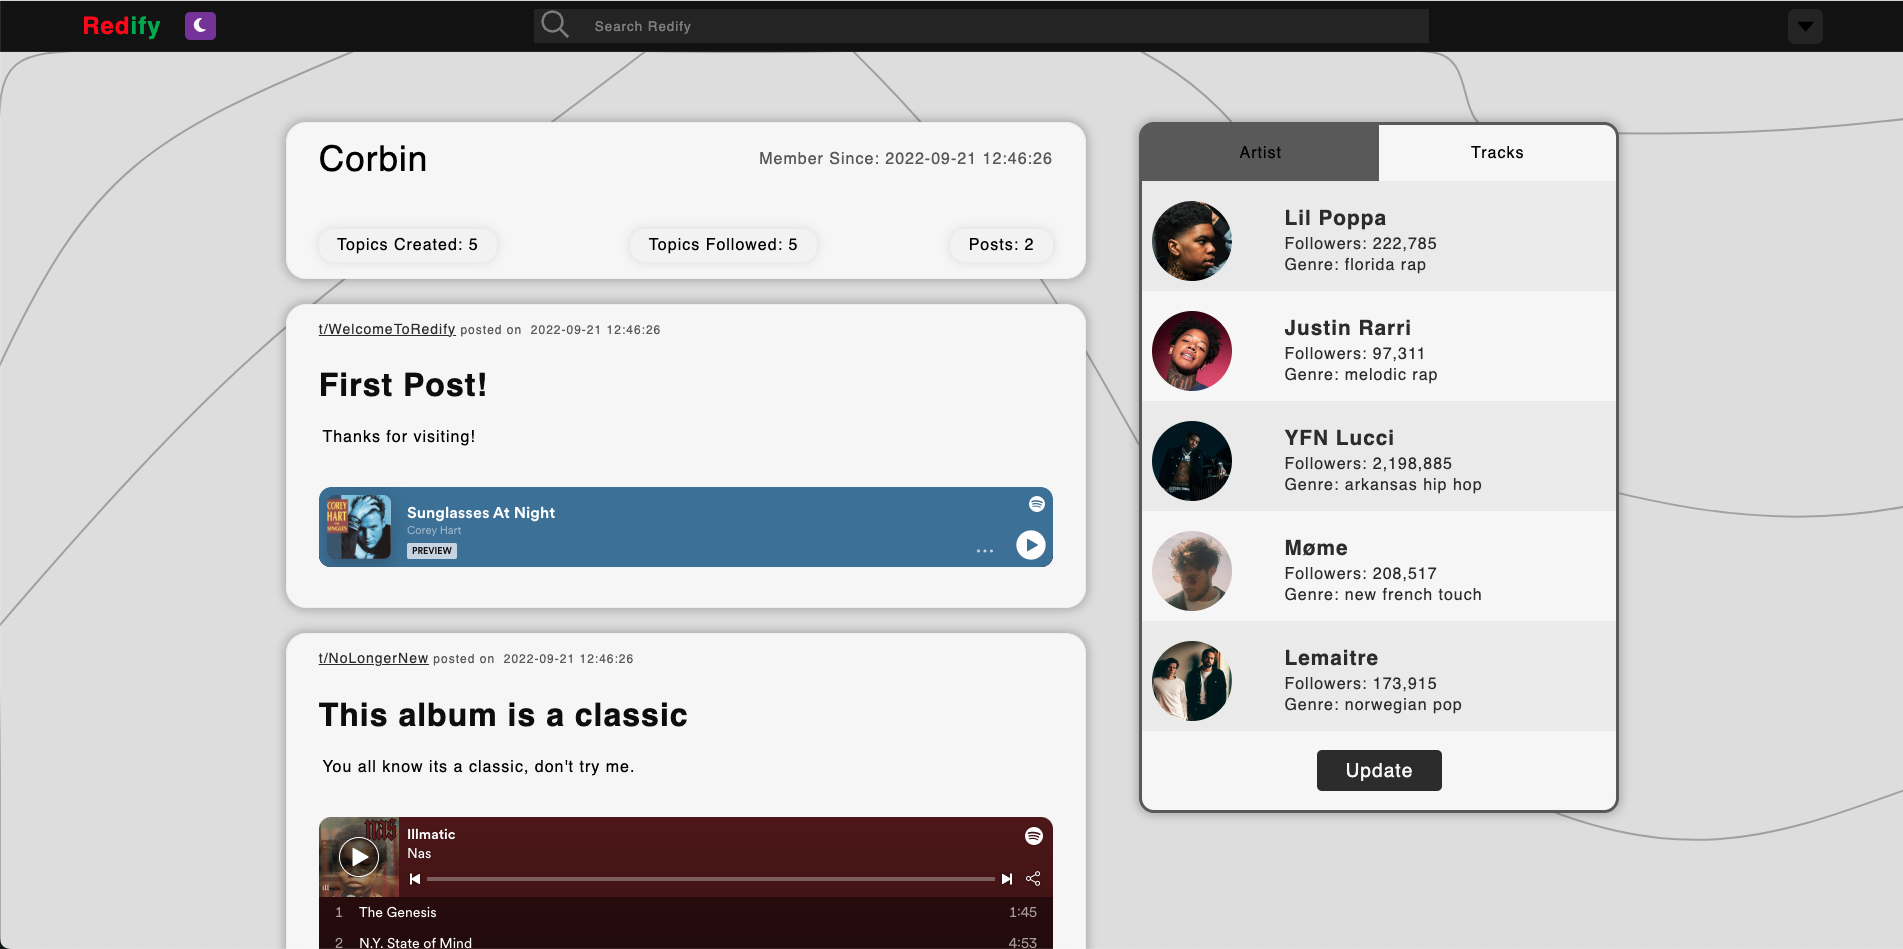 Redify
Search Redify
Corbin
Member Since: 2022-09-21 12:46:26
Topics Created: 5
Topics Followed: 5
Posts: 2
t/WelcomeToRedify posted on 2022-09-21 12:46:26
First Post!
Thanks for visiting!
COREY
HART
SINGLES
Sunglasses At Night
Corey Hart
PREVIEW
t/NoLongerNew posted on 2022-09-21 12:46:26
This album is a classic
You all know its a classic, don't try me.
nas
ill
Illmatic
Nas
1 The Genesis 1:45
2 N.Y. State of Mind 4:53
Artist
Tracks
Lil Poppa
Followers: 222,785
Genre: florida rap
Justin Rarri
Followers: 97,311
Genre: melodic rap
YFN Lucci
Followers: 2,198,885
Genre: arkansas hip hop
Møme
Followers: 208,517
Genre: new french touch
Lemaitre
Followers: 173,915
Genre: norwegian pop
Update